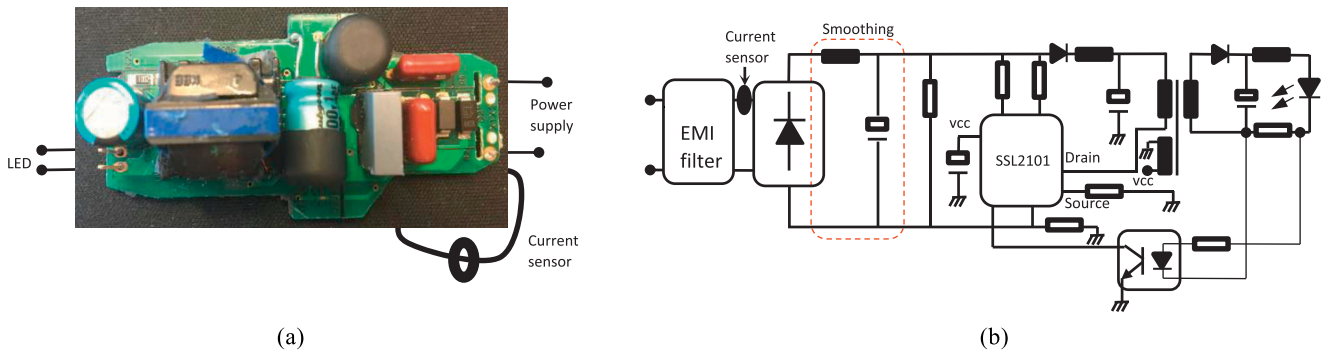 LED
Power
supply
Current
sensor
(a)
Current
sensor
Smoothing
EMI
filter
vcc
SSL2101
Drain
vcc
Source
(b)